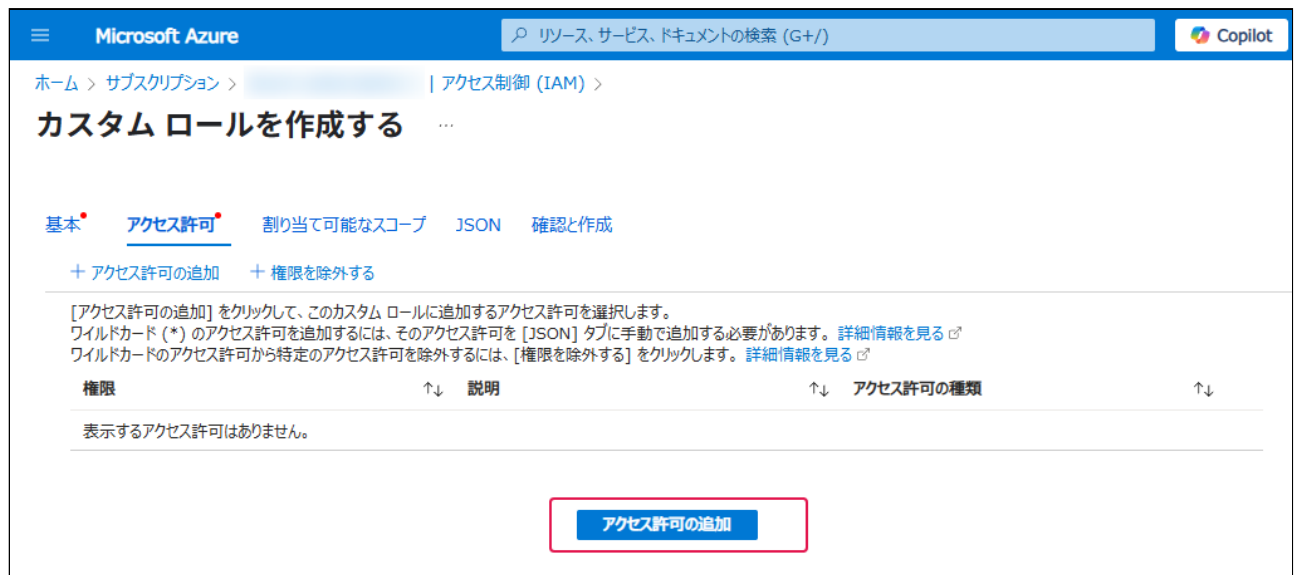 Microsoft Azure
リソース、サービス、ドキュメントの検索 (G+/)
Copilot
ホーム > サブスクリプション > | アクセス制御 (IAM) >
カスタム ロールを作成する ...
基本 アクセス許可 割り当て可能なスコープ JSON 確認と作成
+ アクセス許可の追加 + 権限を除外する
[アクセス許可の追加] をクリックして、このカスタム ロールに追加するアクセス許可を選択します。
ワイルドカード (*) のアクセス許可を追加するには、そのアクセス許可を [JSON] タブに手動で追加する必要があります。 詳細情報を見る
ワイルドカードのアクセス許可から特定のアクセス許可を除外するには、[権限を除外する] をクリックします。 詳細情報を見る
権限 ↑↓ 説明 ↑↓ アクセス許可の種類 ↑↓
表示するアクセス許可はありません。
アクセス許可の追加